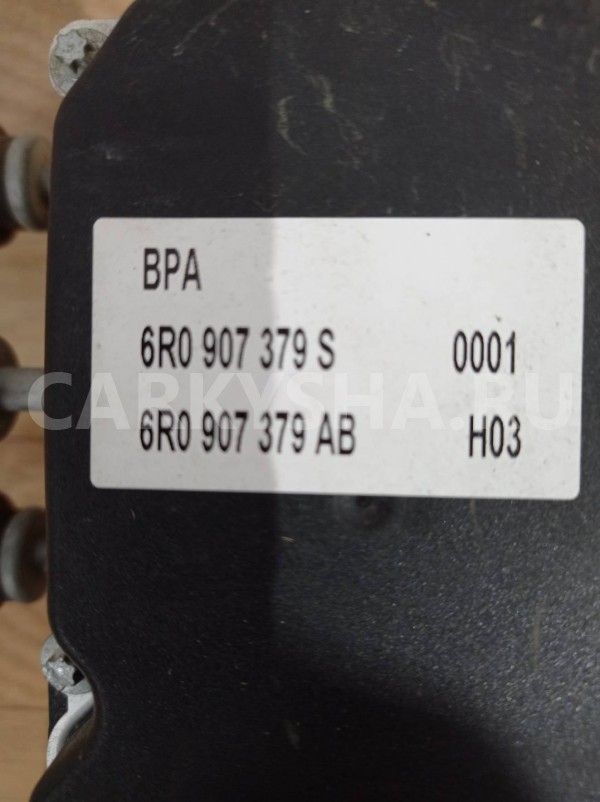 BPA
6R0 907 379 S 0001
CARKYSHA.RU
6R0 907 379 AB H03